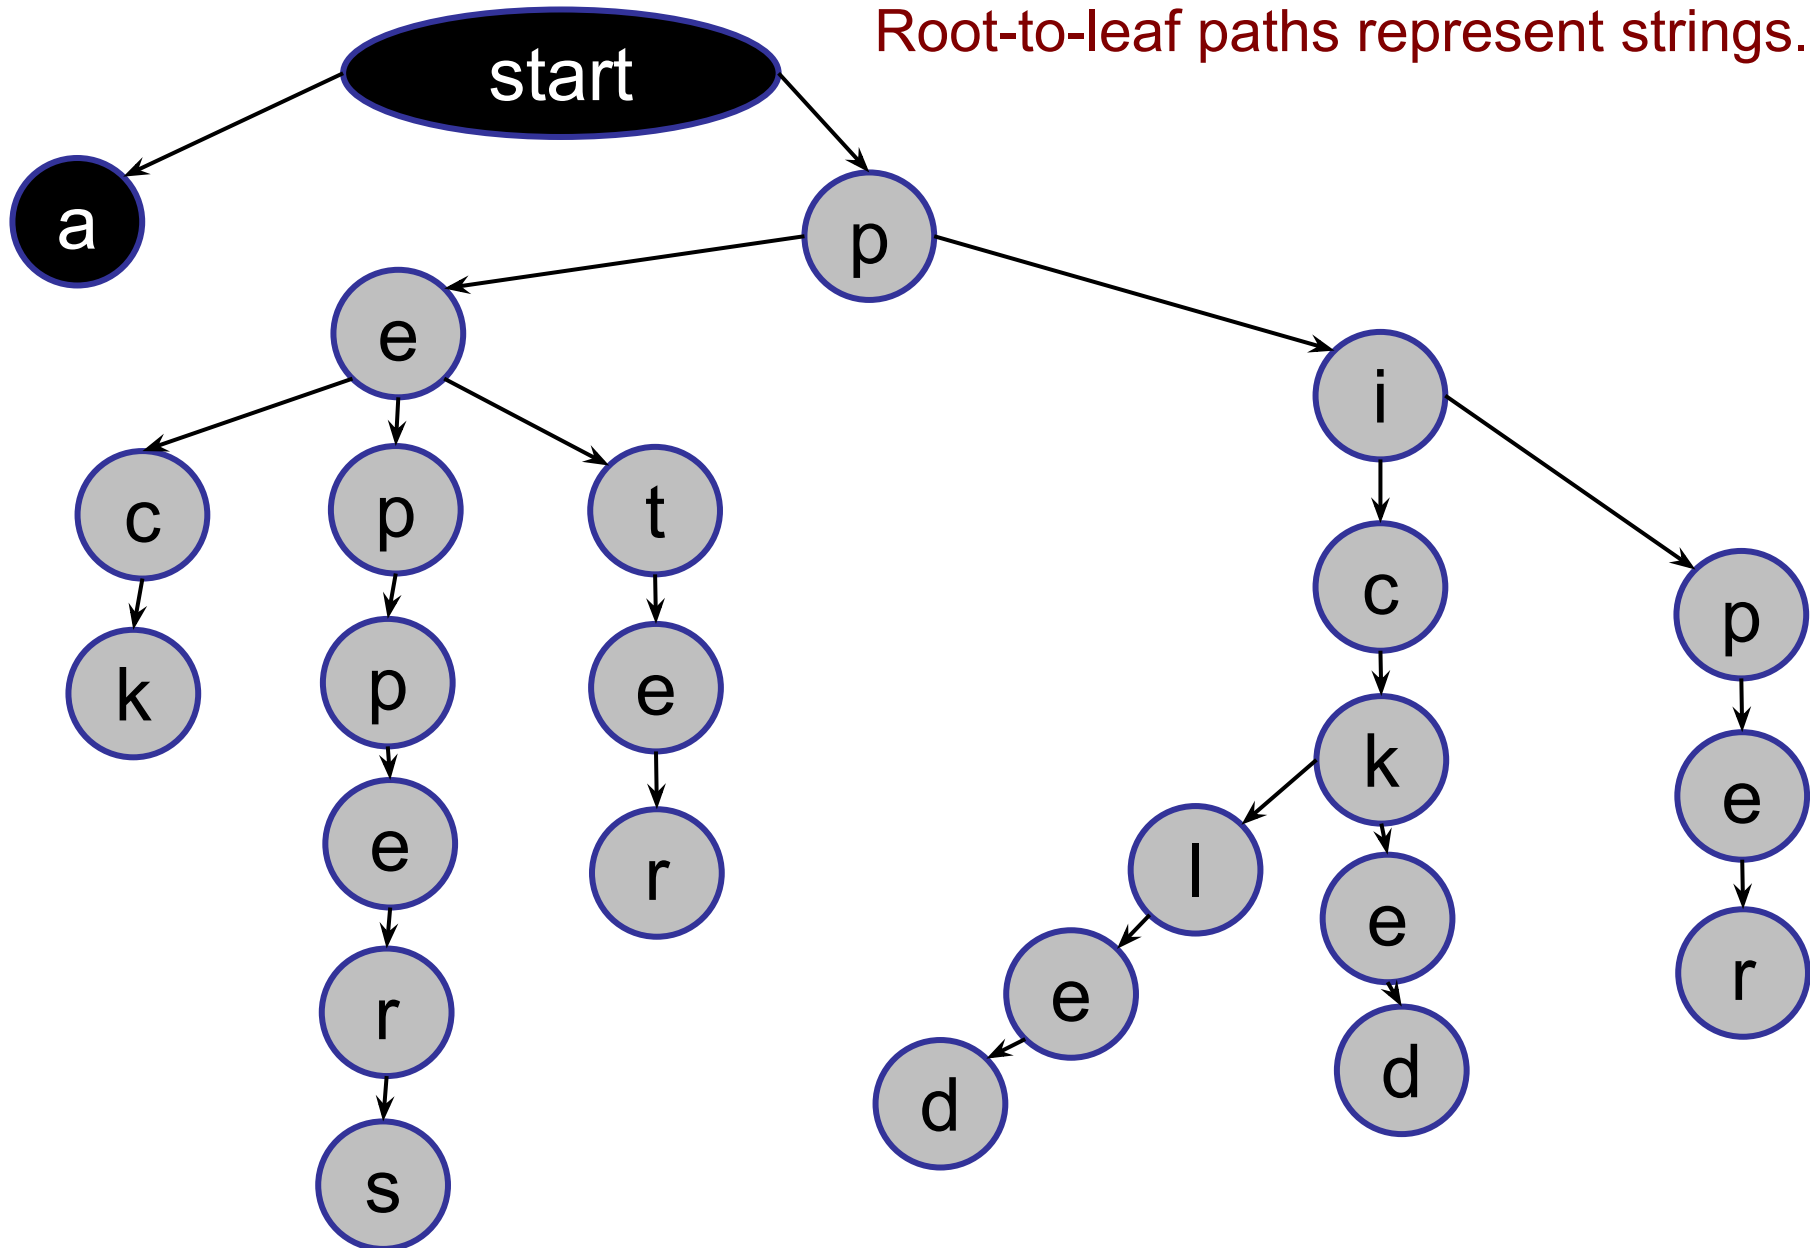 Root-to-leaf paths represent strings.
start
a
p
e
i
c
p
t
c
p
k
p
e
k
e
e
r
l
e
r
r
e
d
s
d